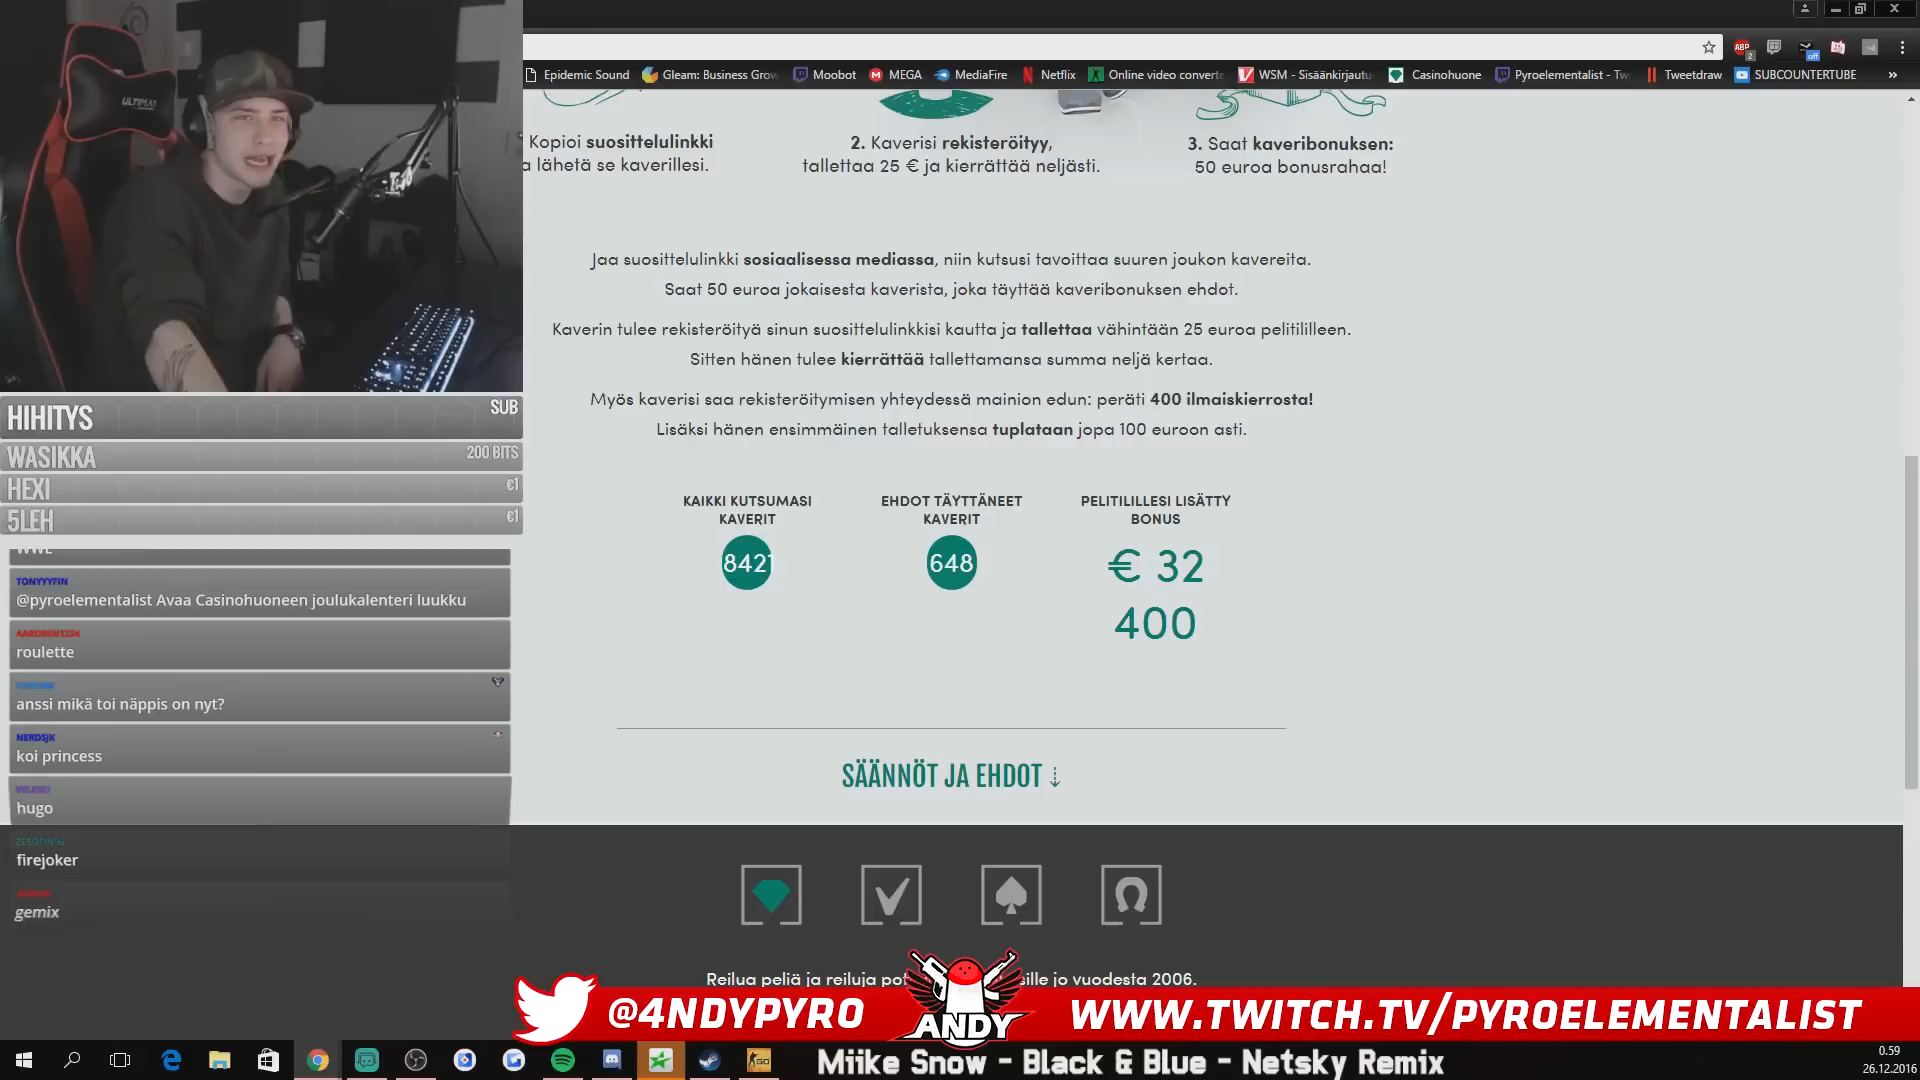 ULTIMA!
Epidemic Sound
Gleam: Business Grow
Moobot
MEGA
MediaFire
Netflix
Online video converte
WSM - Sisäänkirjautu
Casinohuone
Pyroelementalist - Tw
Tweetdraw
SUBCOUNTERTUBE
»
ABP
2
off
Kopioi suosittelulinkki
a lähetä se kaverillesi.
2. Kaverisi rekisteröityy,
tallettaa 25 € ja kierrättää neljästi.
3. Saat kaveribonuksen:
50 euroa bonusrahaa!
Jaa suosittelulinkki sosiaalisessa mediassa, niin kutsusi tavoittaa suuren joukon kavereita.
Saat 50 euroa jokaisesta kaverista, joka täyttää kaveribonuksen ehdot.
Kaverin tulee rekisteröityä sinun suosittelulinkkisi kautta ja tallettaa vähintään 25 euroa pelitililleen.
Sitten hänen tulee kierrättää tallettamansa summa neljä kertaa.
Myös kaverisi saa rekisteröitymisen yhteydessä mainion edun: peräti 400 ilmaiskierrosta!
Lisäksi hänen ensimmäinen talletuksensa tuplataan jopa 100 euroon asti.
KAIKKI KUTSUMASI
KAVERIT
8421
EHDOT TÄYTTÄNEET
KAVERIT
648
PELITILILLESI LISÄTTY
BONUS
€ 32
400
SÄÄNNÖT JA EHDOT
HIHITYS SUB
WASIKKA 200 BITS
HEXI €1
5LEH €1
WWE
TONYYYFIN
@pyroelementalist Avaa Casinohuoneen joulukalenteri luukku
roulette
anssi mikä toi näppis on nyt?
NERDSJK
koi princess
hugo
firejoker
gemix
Reilua peliä ja reiluja pot
sille jo vuodesta 2006.
@4NDYPYRO
ANDY
WWW.TWITCH.TV/PYROELEMENTALIST
GO
Miike Snow - Black & Blue - Netsky Remix
0.59
26.12.2016